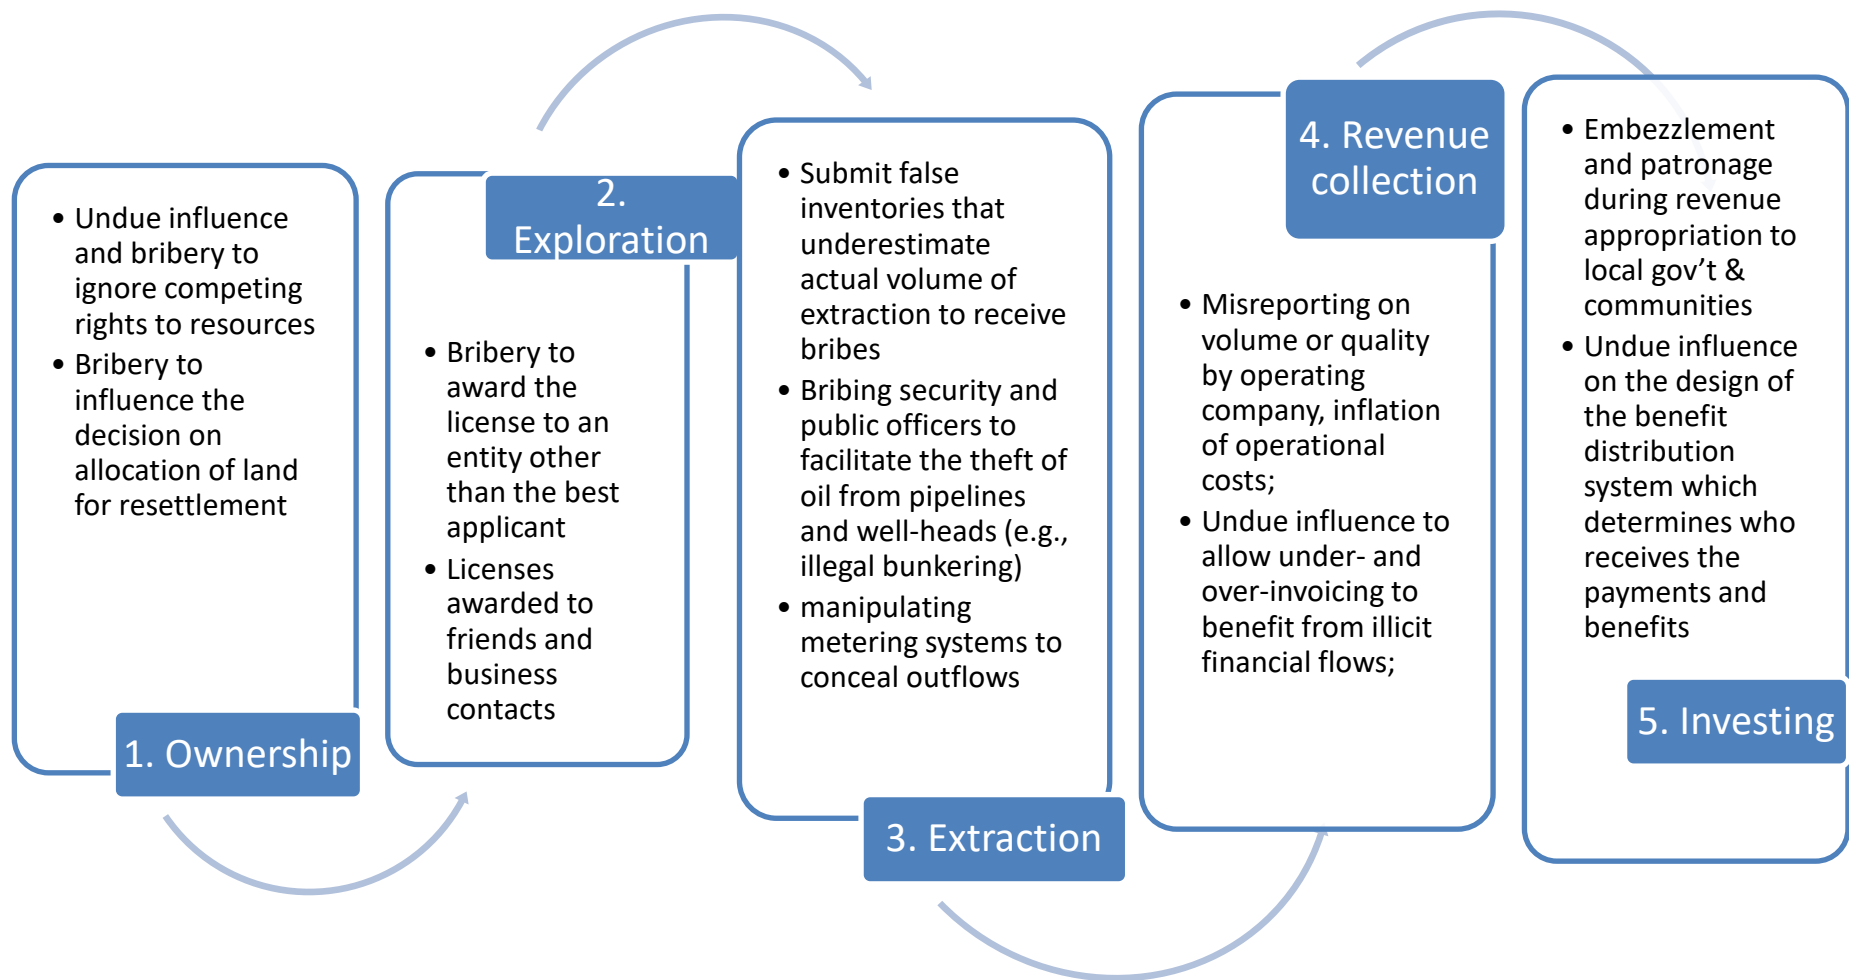 • Undue influence
and bribery to
ignore competing
rights to resources
• Bribery to
influence the
decision on
allocation of land
for resettlement
1. Ownership
2.
Exploration
• Bribery to
award the
license to an
entity other
than the best
applicant
• Licenses
awarded to
friends and
business
contacts
• Submit false
inventories that
underestimate
actual volume of
extraction to receive
bribes
• Bribing security and
public officers to
facilitate the theft of
oil from pipelines
and well-heads (e.g.,
illegal bunkering)
• manipulating
metering systems to
conceal outflows
3. Extraction
4. Revenue
collection
• Misreporting on
volume or quality
by operating
company, inflation
of operational
costs;
• Undue influence to
allow under- and
over-invoicing to
benefit from illicit
financial flows;
• Embezzlement
and patronage
during revenue
appropriation to
local gov’t &
communities
• Undue influence
on the design of
the benefit
distribution
system which
determines who
receives the
payments and
benefits
5. Investing